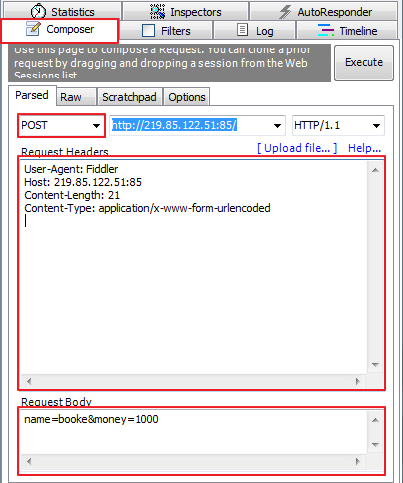 Statistics Inspectors AutoResponder
Composer Filters Log Timeline
Use this page to compose a Request. You can clone a prior
request by dragging and dropping a session from the Web
Sessions list.
Execute
Parsed Raw Scratchpad Options
POST http://219.85.122.51:85/ HTTP/1.1
Request Headers [ Upload file... ] Help...
User-Agent: Fiddler
Host: 219.85.122.51:85
Content-Length: 21
Content-Type: application/x-www-form-urlencoded
Request Body
name=booke&money=1000